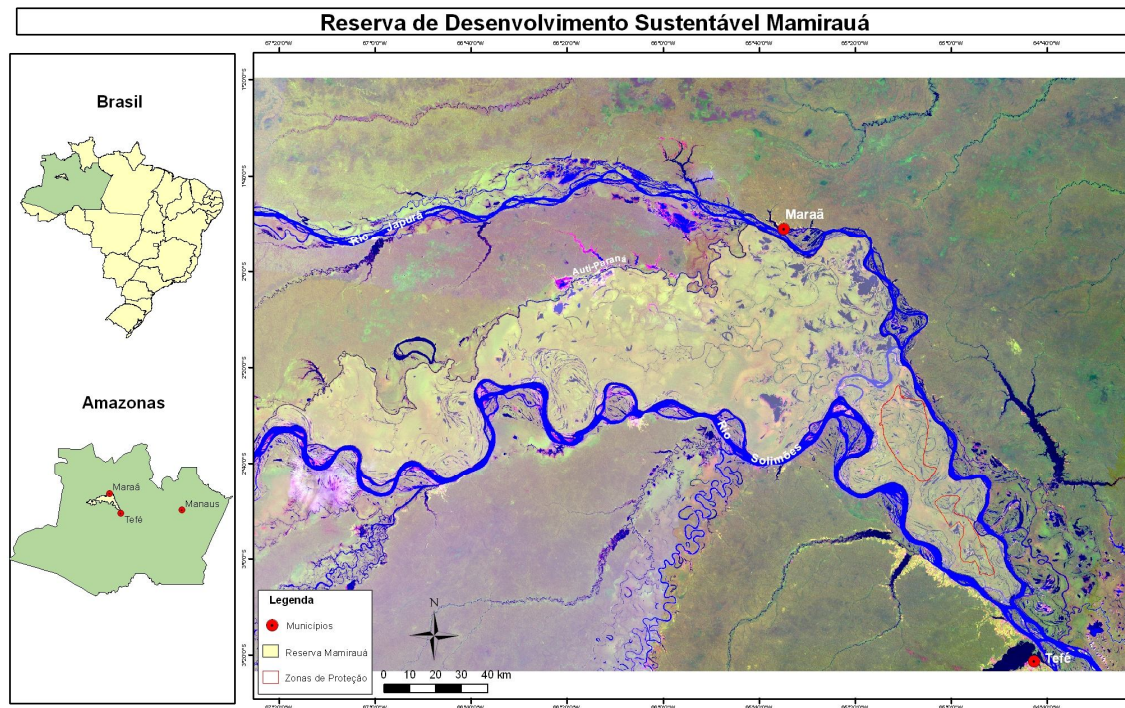 Reserva de Desenvolvimento Sustentável Mamirauá
Brasil
Amazonas
Maraã
Tefé
Manaus
Maraã
Rio Japurá
Auti-Paraná
Rio Solimões
Tefé
Legenda
Municípios
Reserva Mamirauá
Zonas de Proteção
N
0 10 20 30 40 km